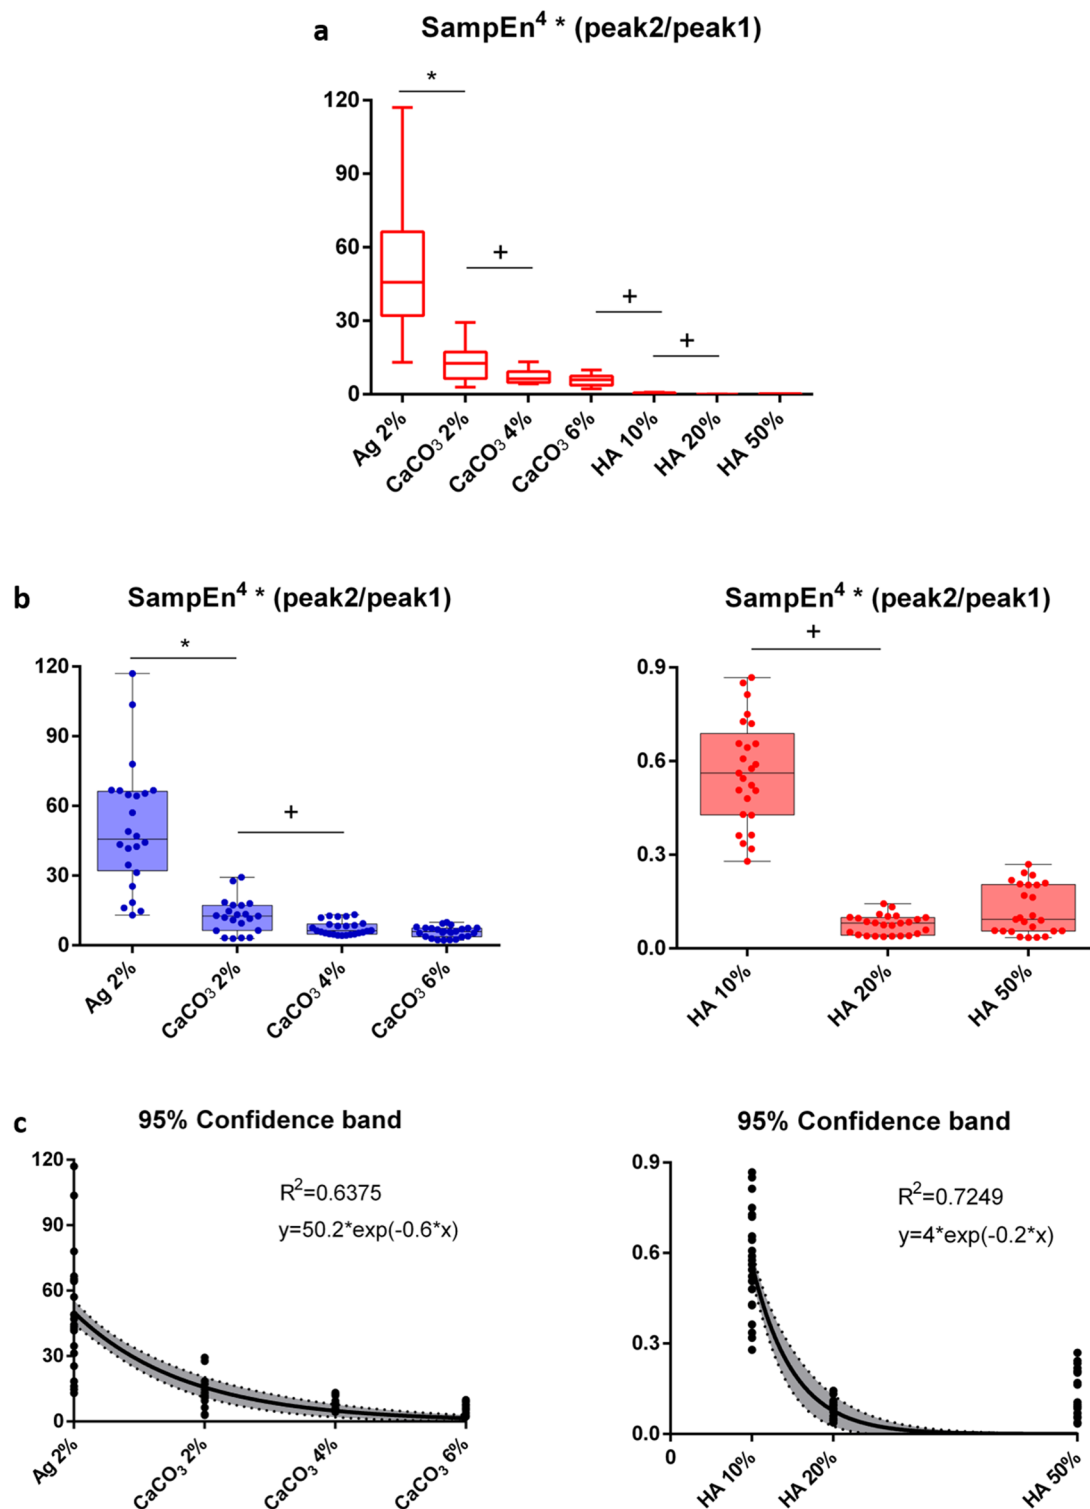 a
SampEn⁴ * (peak2/peak1)
*
120
90
+
60
+
30
+
0
Ag 2%
CaCO₃ 2%
CaCO₃ 4%
CaCO₃ 6%
HA 10%
HA 20%
HA 50%
b
SampEn⁴ * (peak2/peak1)
*
120
90
+
60
30
0
Ag 2%
CaCO₃ 2%
CaCO₃ 4%
CaCO₃ 6%
SampEn⁴ * (peak2/peak1)
+
0.9
0.6
0.3
0.0
HA 10%
HA 20%
HA 50%
c
95% Confidence band
120
R²=0.6375
y=50.2*exp(-0.6*x)
90
60
30
0
Ag 2%
CaCO₃ 2%
CaCO₃ 4%
CaCO₃ 6%
95% Confidence band
0.9
R²=0.7249
y=4*exp(-0.2*x)
0.6
0.3
0.0
0
HA 10%
HA 20%
HA 50%